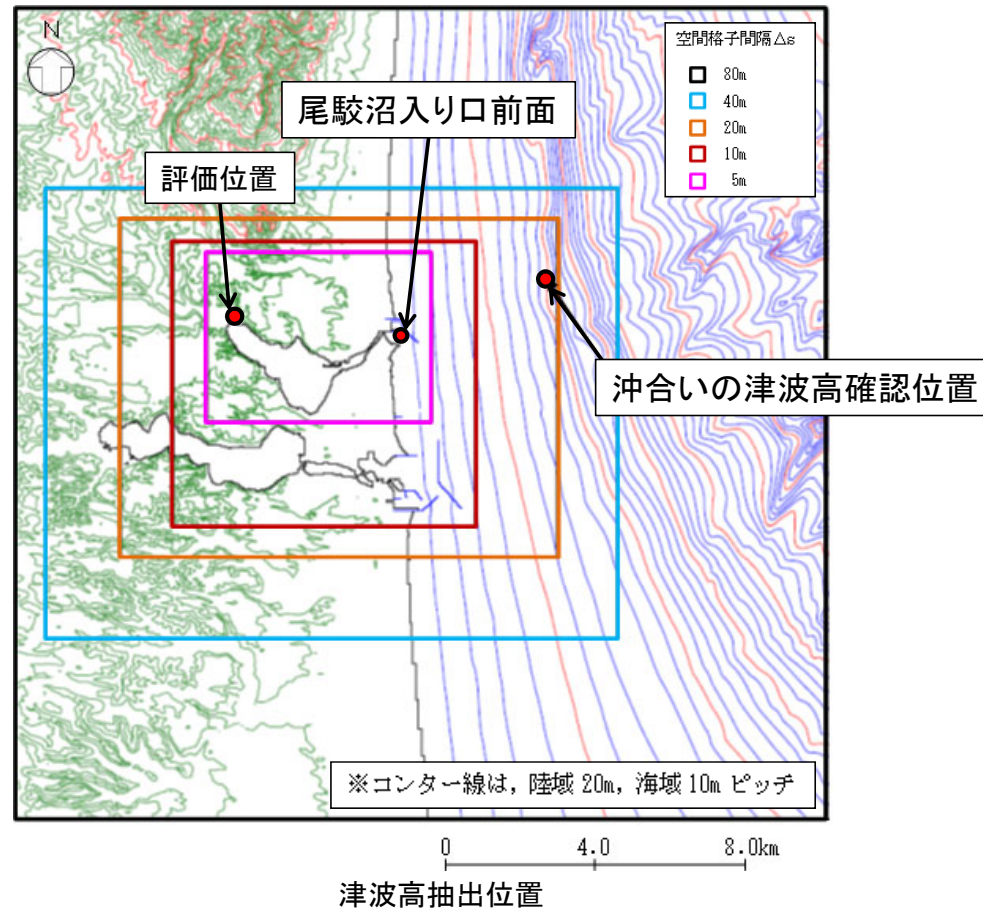 N
空間格子間隔Δs
80m
40m
20m
10m
5m
尾駮沼入り口前面
評価位置
沖合いの津波高確認位置
※コンター線は，陸域 20m，海域 10m ピッチ
0 4.0 8.0km
津波高抽出位置